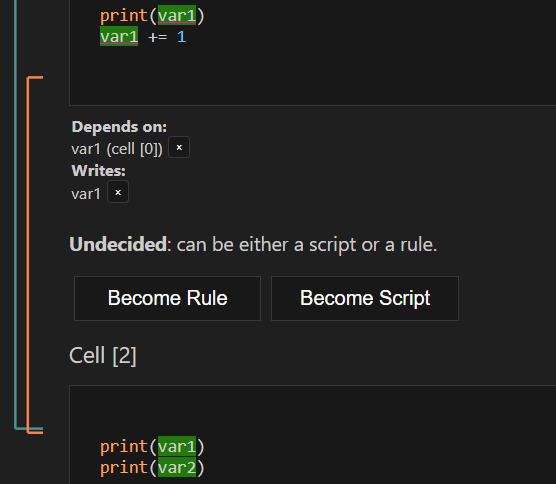 print(var1)
var1 += 1
Depends on:
var1 (cell [0]) ×
Writes:
var1 ×
Undecided: can be either a script or a rule.
Become Rule Become Script
Cell [2]
print(var1)
print(var2)